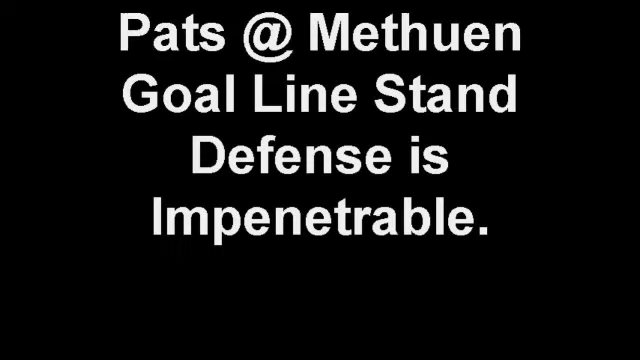 Pats @ Methuen
Goal Line Stand
Defense is
Impenetrable.